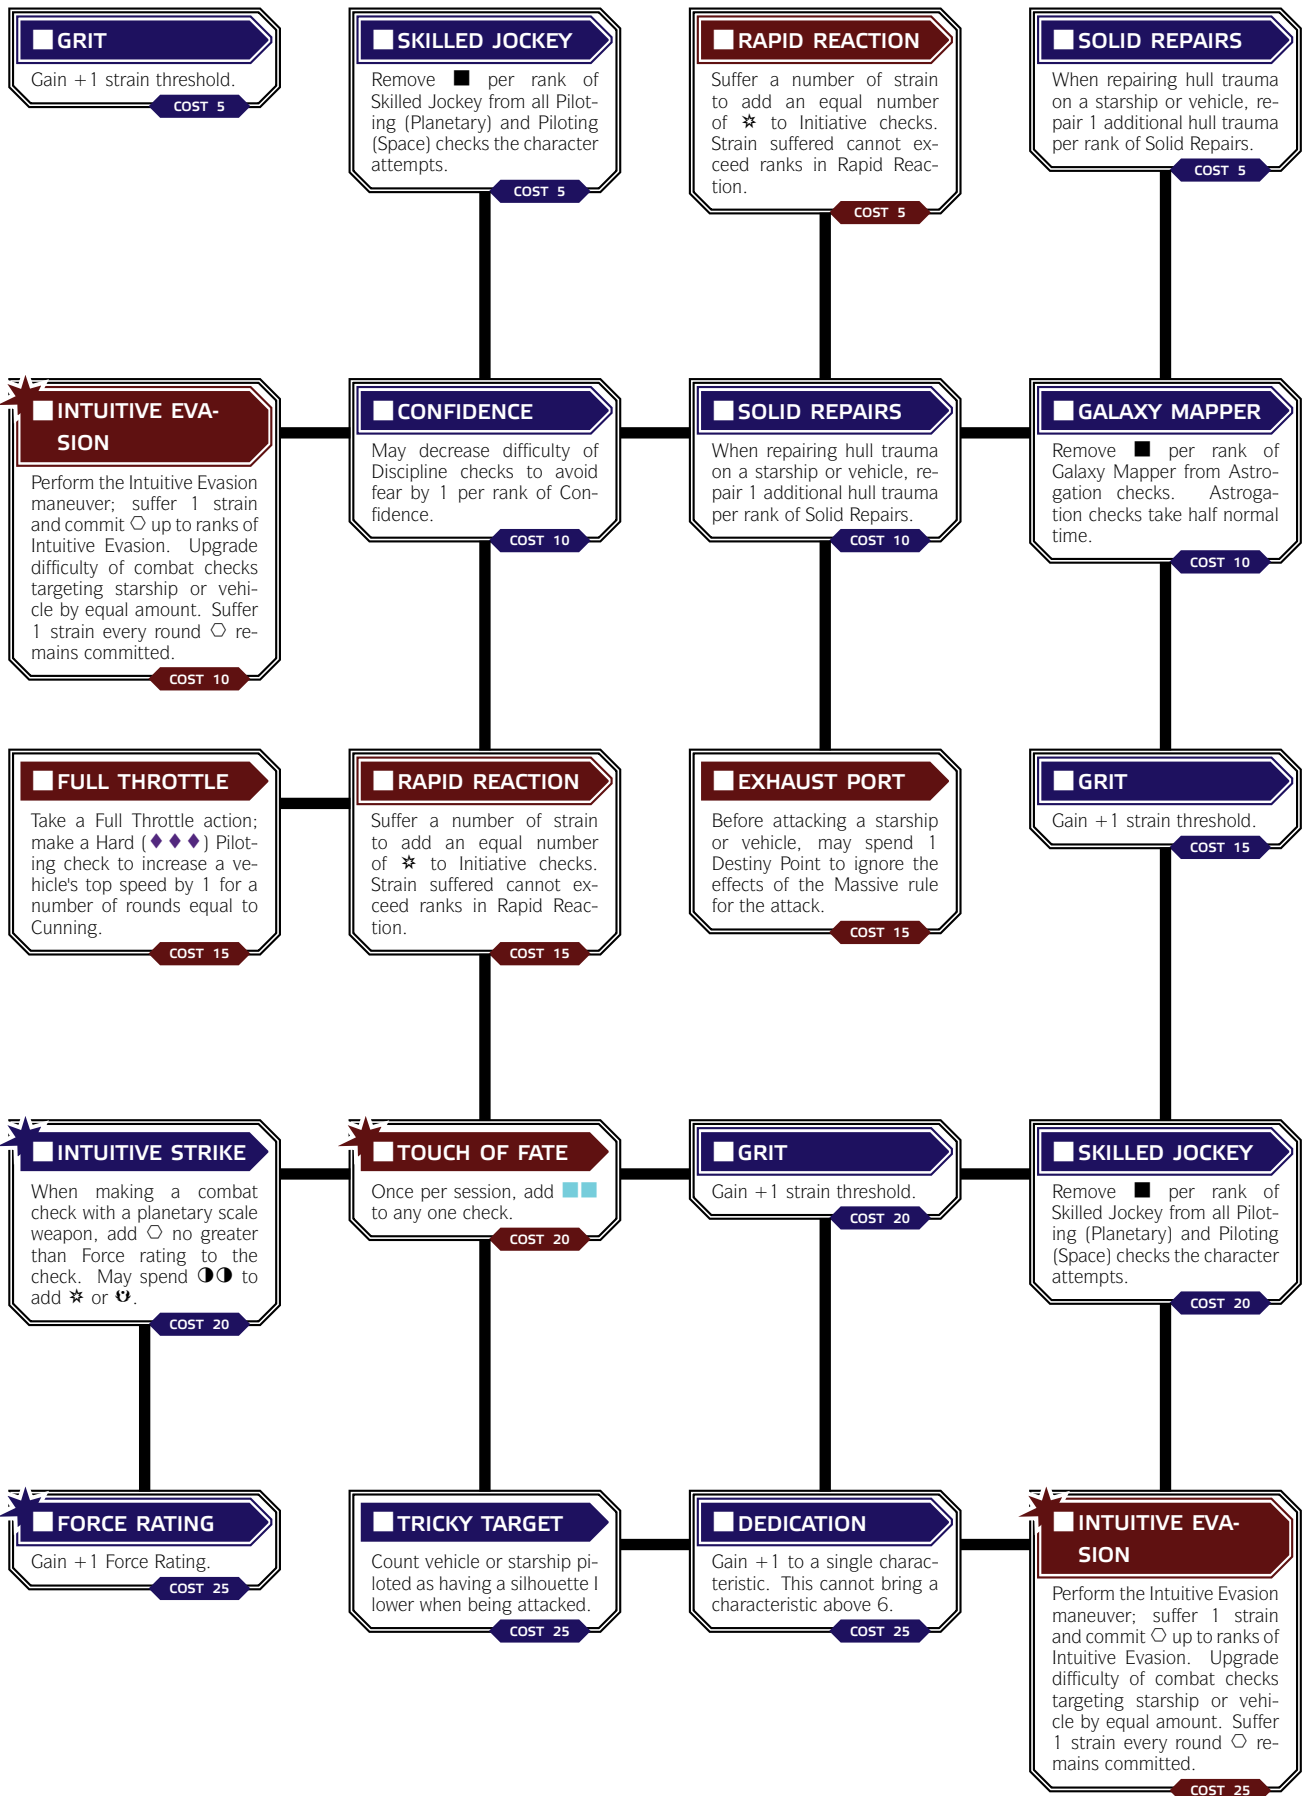 GRIT
Gain +1 strain threshold.
COST 5
SKILLED JOCKEY
Remove ■ per rank of
Skilled Jockey from all Pilot-
ing (Planetary) and Piloting
(Space) checks the character
attempts.
COST 5
RAPID REACTION
Suffer a number of strain
to add an equal number
of to Initiative checks.
Strain suffered cannot ex-
ceed ranks in Rapid Reac-
tion.
COST 5
SOLID REPAIRS
When repairing hull trauma
on a starship or vehicle, re-
pair 1 additional hull trauma
per rank of Solid Repairs.
COST 5
INTUITIVE EVA-
SION
Perform the Intuitive Evasion
maneuver; suffer 1 strain
and commit ⬡ up to ranks of
Intuitive Evasion. Upgrade
difficulty of combat checks
targeting starship or vehi-
cle by equal amount. Suffer
1 strain every round ⬡ re-
mains committed.
COST 10
CONFIDENCE
May decrease difficulty of
Discipline checks to avoid
fear by 1 per rank of Con-
fidence.
COST 10
SOLID REPAIRS
When repairing hull trauma
on a starship or vehicle, re-
pair 1 additional hull trauma
per rank of Solid Repairs.
COST 10
GALAXY MAPPER
Remove ■ per rank of
Galaxy Mapper from Astro-
gation checks. Astroga-
tion checks take half normal
time.
COST 10
FULL THROTTLE
Take a Full Throttle action;
make a Hard (♦♦♦) Pilot-
ing check to increase a ve-
hicle's top speed by 1 for a
number of rounds equal to
Cunning.
COST 15
RAPID REACTION
Suffer a number of strain
to add an equal number
of to Initiative checks.
Strain suffered cannot ex-
ceed ranks in Rapid Reac-
tion.
COST 15
EXHAUST PORT
Before attacking a starship
or vehicle, may spend 1
Destiny Point to ignore the
effects of the Massive rule
for the attack.
COST 15
GRIT
Gain +1 strain threshold.
COST 15
INTUITIVE STRIKE
When making a combat
check with a planetary scale
weapon, add ⬡ no greater
than Force rating to the
check. May spend ◑◑ to
add or .
COST 20
TOUCH OF FATE
Once per session, add ■■
to any one check.
COST 20
GRIT
Gain +1 strain threshold.
COST 20
SKILLED JOCKEY
Remove ■ per rank of
Skilled Jockey from all Pilot-
ing (Planetary) and Piloting
(Space) checks the character
attempts.
COST 20
FORCE RATING
Gain +1 Force Rating.
COST 25
TRICKY TARGET
Count vehicle or starship pi-
loted as having a silhouette I
lower when being attacked.
COST 25
DEDICATION
Gain +1 to a single charac-
teristic. This cannot bring a
characteristic above 6.
COST 25
INTUITIVE EVA-
SION
Perform the Intuitive Evasion
maneuver; suffer 1 strain
and commit ⬡ up to ranks of
Intuitive Evasion. Upgrade
difficulty of combat checks
targeting starship or vehi-
cle by equal amount. Suffer
1 strain every round ⬡ re-
mains committed.
COST 25